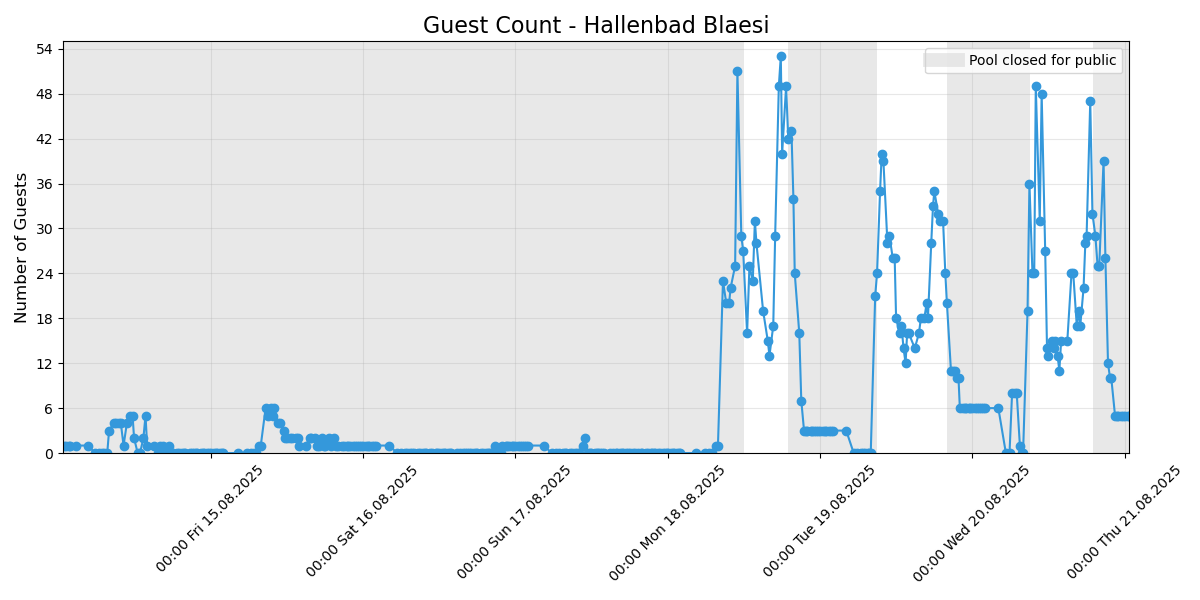 Guest Count - Hallenbad Blaesi
Pool closed for public
Number of Guests
54
48
42
36
30
24
18
12
6
0
00:00 Fri 15.08.2025
00:00 Sat 16.08.2025
00:00 Sun 17.08.2025
00:00 Mon 18.08.2025
00:00 Tue 19.08.2025
00:00 Wed 20.08.2025
00:00 Thu 21.08.2025